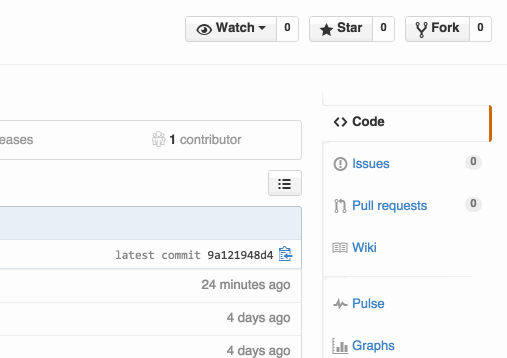 Watch 0 Star 0 Fork 0
Code
1 contributor
Issues 0
Pull requests 0
latest commit 9a121948d4
Wiki
24 minutes ago
Pulse
4 days ago
Graphs
4 days ago